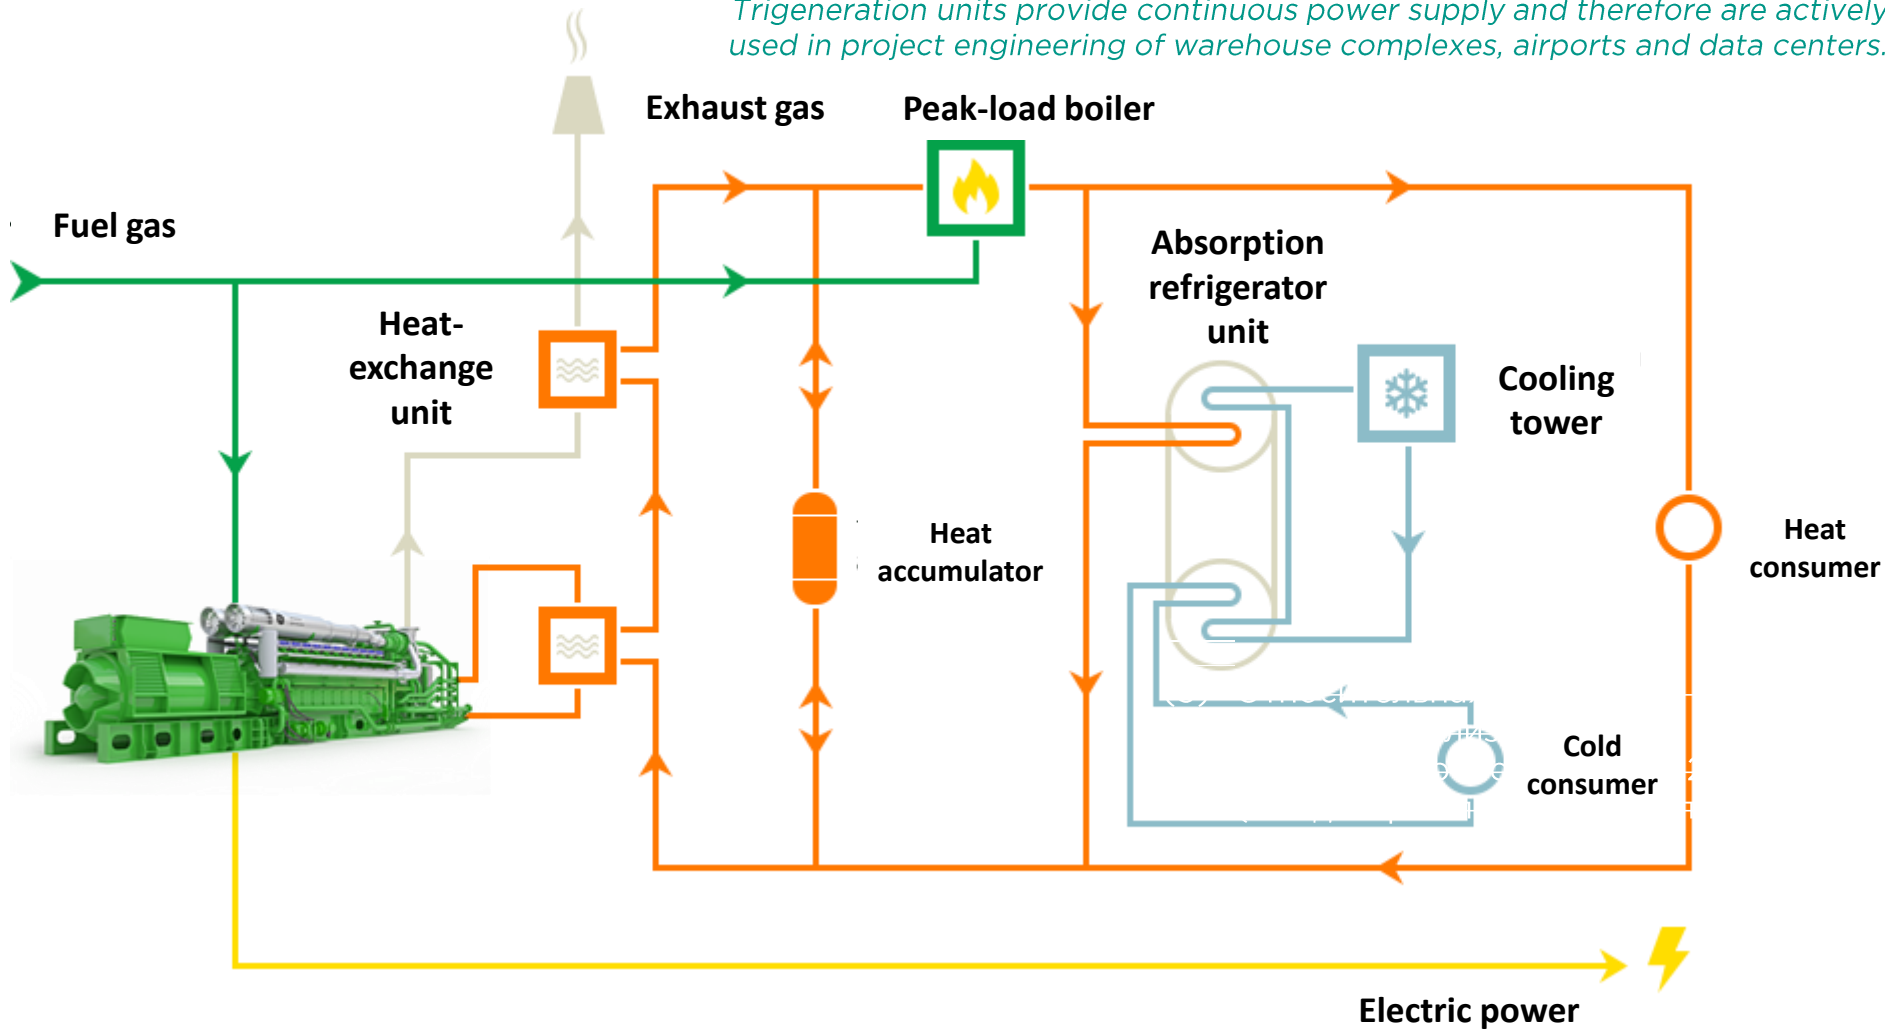 Trigeneration units provide continuous power supply and therefore are actively
used in project engineering of warehouse complexes, airports and data centers.
Exhaust gas
Peak-load boiler
Fuel gas
Absorption
refrigerator
unit
Heat-
exchange
unit
Cooling
tower
Heat
accumulator
Heat
consumer
Cold
consumer
Electric power